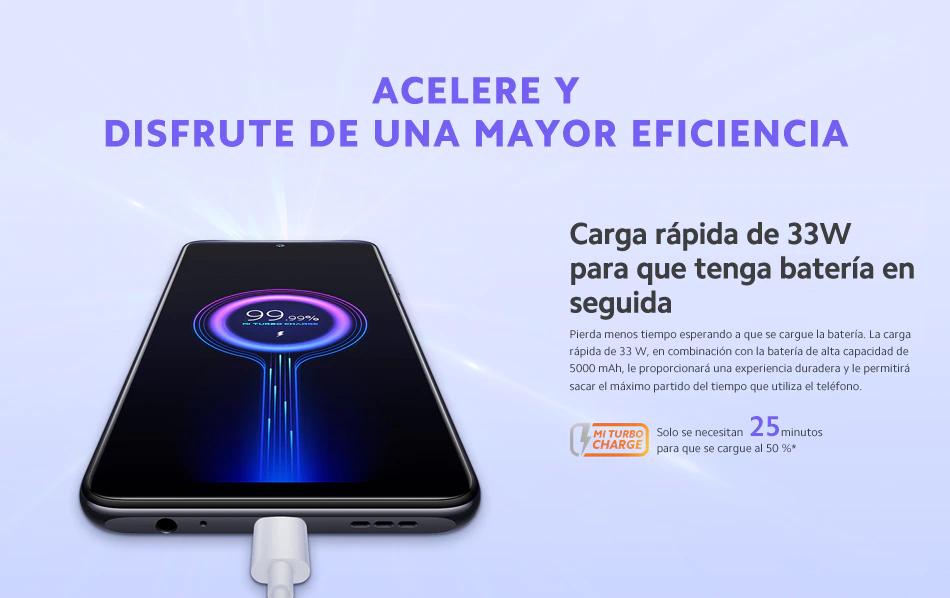 ACELERE Y
DISFRUTE DE UNA MAYOR EFICIENCIA
Carga rápida de 33W
para que tenga batería en
seguida
Pierda menos tiempo esperando a que se cargue la batería. La carga
rápida de 33 W, en combinación con la batería de alta capacidad de
5000 mAh, le proporcionará una experiencia duradera y le permitirá
sacar el máximo partido del tiempo que utiliza el teléfono.
99.99%
MI TURBO CHARGE
MI TURBO
CHARGE
Solo se necesitan 25 minutos
para que se cargue al 50 %*